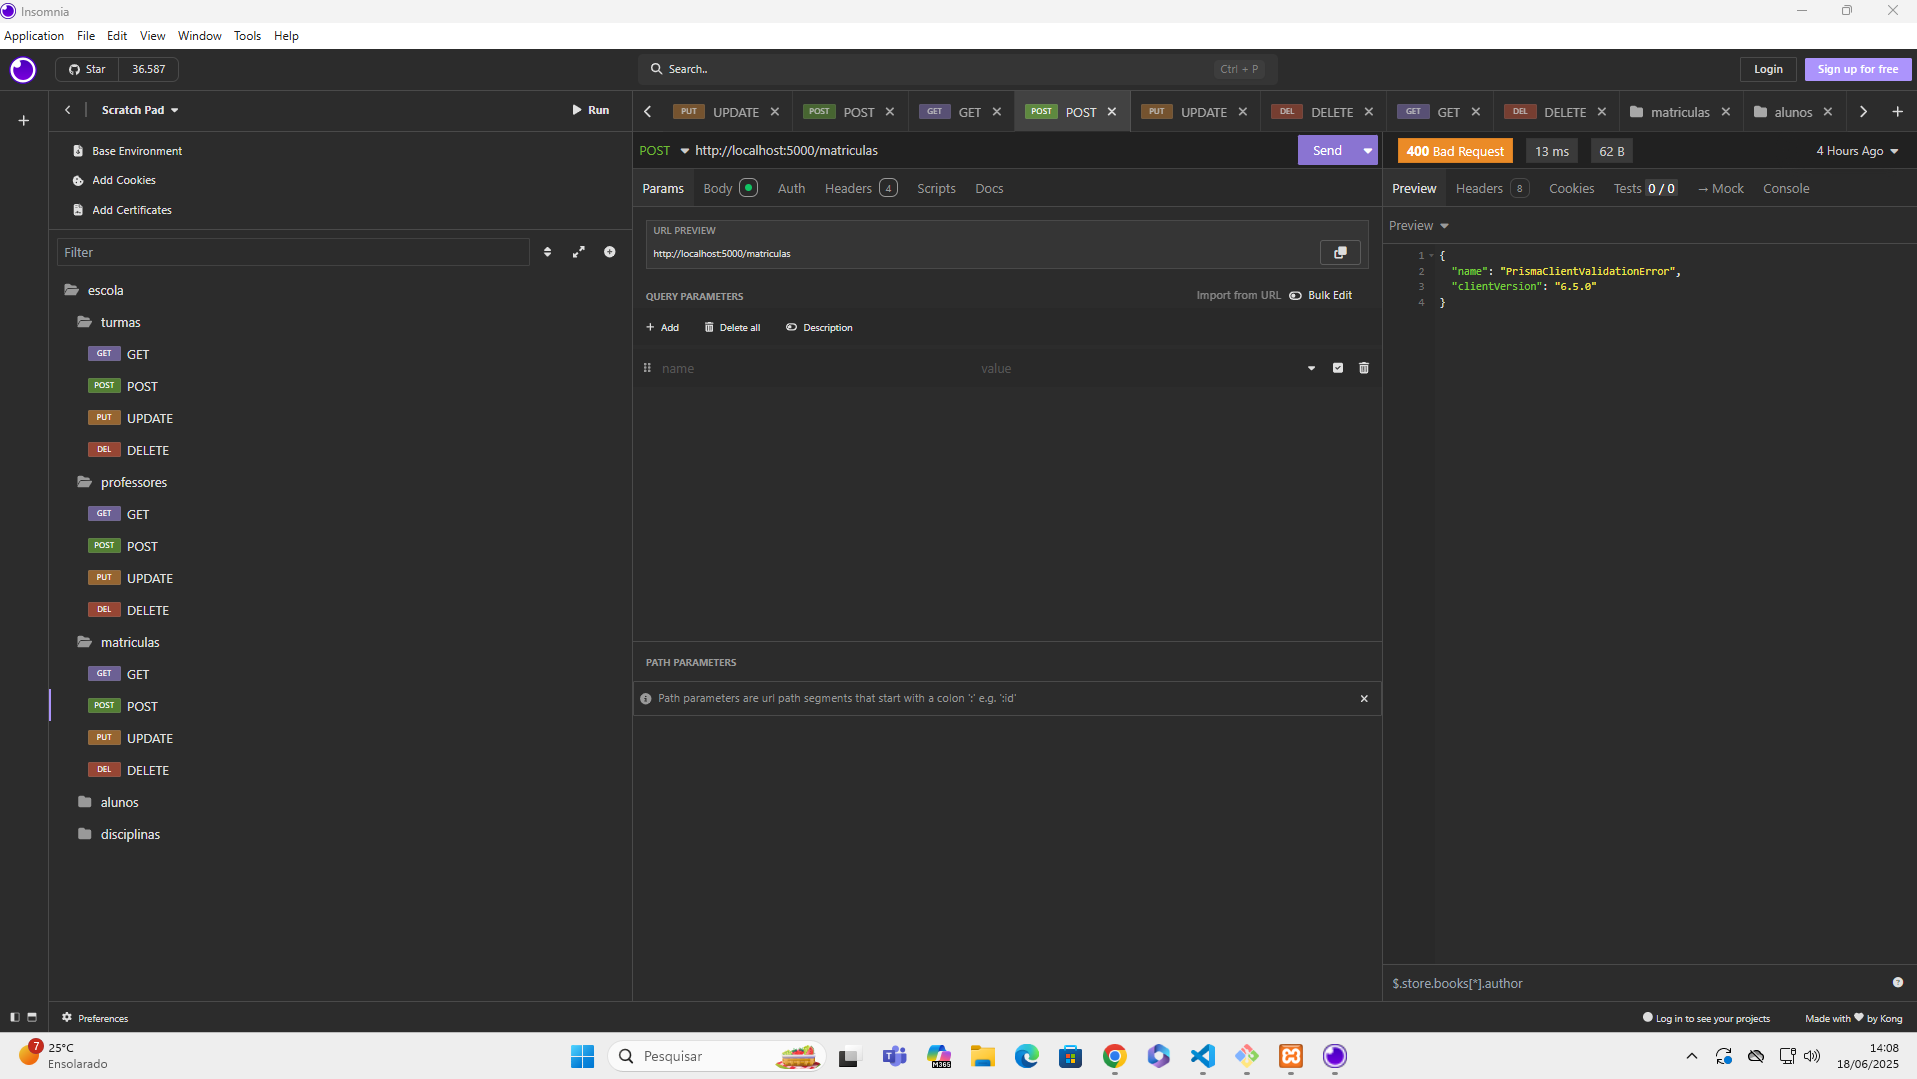 Insomnia
Application File Edit View Window Tools Help
Star 36.587
Search.. Ctrl + P
Login Sign up for free
Scratch Pad Run
Base Environment
Add Cookies
Add Certificates
Filter
escola
turmas
GET GET
POST POST
PUT UPDATE
DEL DELETE
professores
GET GET
POST POST
PUT UPDATE
DEL DELETE
matriculas
GET GET
POST POST
PUT UPDATE
DEL DELETE
alunos
disciplinas
PUT UPDATE POST POST GET GET POST POST PUT UPDATE DEL DELETE GET GET DEL DELETE matriculas alunos
POST http://localhost:5000/matriculas Send
Params Body Auth Headers 4 Scripts Docs
URL PREVIEW
http://localhost:5000/matriculas
QUERY PARAMETERS Import from URL Bulk Edit
Add Delete all Description
name value
PATH PARAMETERS
Path parameters are url path segments that start with a colon ':' e.g. ':id'
400 Bad Request 13 ms 62 B 4 Hours Ago
Preview Headers 8 Cookies Tests 0 / 0 → Mock Console
Preview
1 {
2 "name": "PrismaClientValidationError",
3 "clientVersion": "6.5.0"
4 }
$.store.books[*].author
Preferences
Log in to see your projects Made with by Kong
7 25°C
Ensolarado
Pesquisar
M365
14:08
18/06/2025